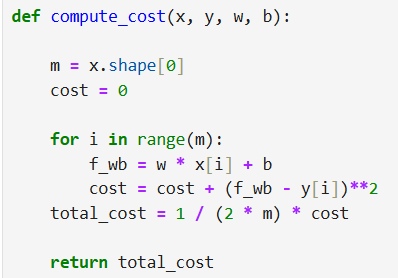 def compute_cost(x, y, w, b):
    m = x.shape[0]
    cost = 0
    for i in range(m):
        f_wb = w * x[i] + b
        cost = cost + (f_wb - y[i])**2
    total_cost = 1 / (2 * m) * cost
    return total_cost